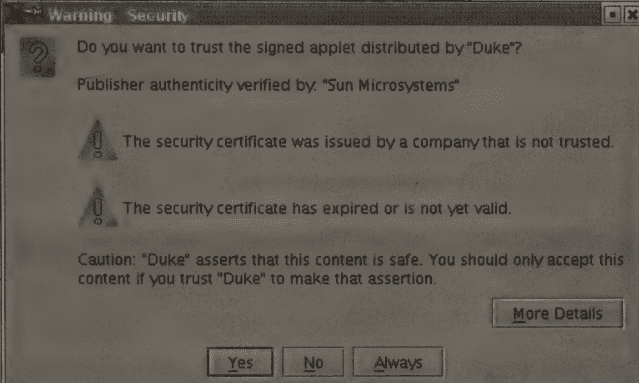 Warning Security
Do you want to trust the signed applet distributed by "Duke"?
Publisher authenticity verified by: "Sun Microsystems"
The security certificate was issued by a company that is not trusted.
The security certificate has expired or is not yet valid.
Caution: "Duke" asserts that this content is safe. You should only accept this
content if you trust "Duke" to make that assertion.
More Details
Yes No Always